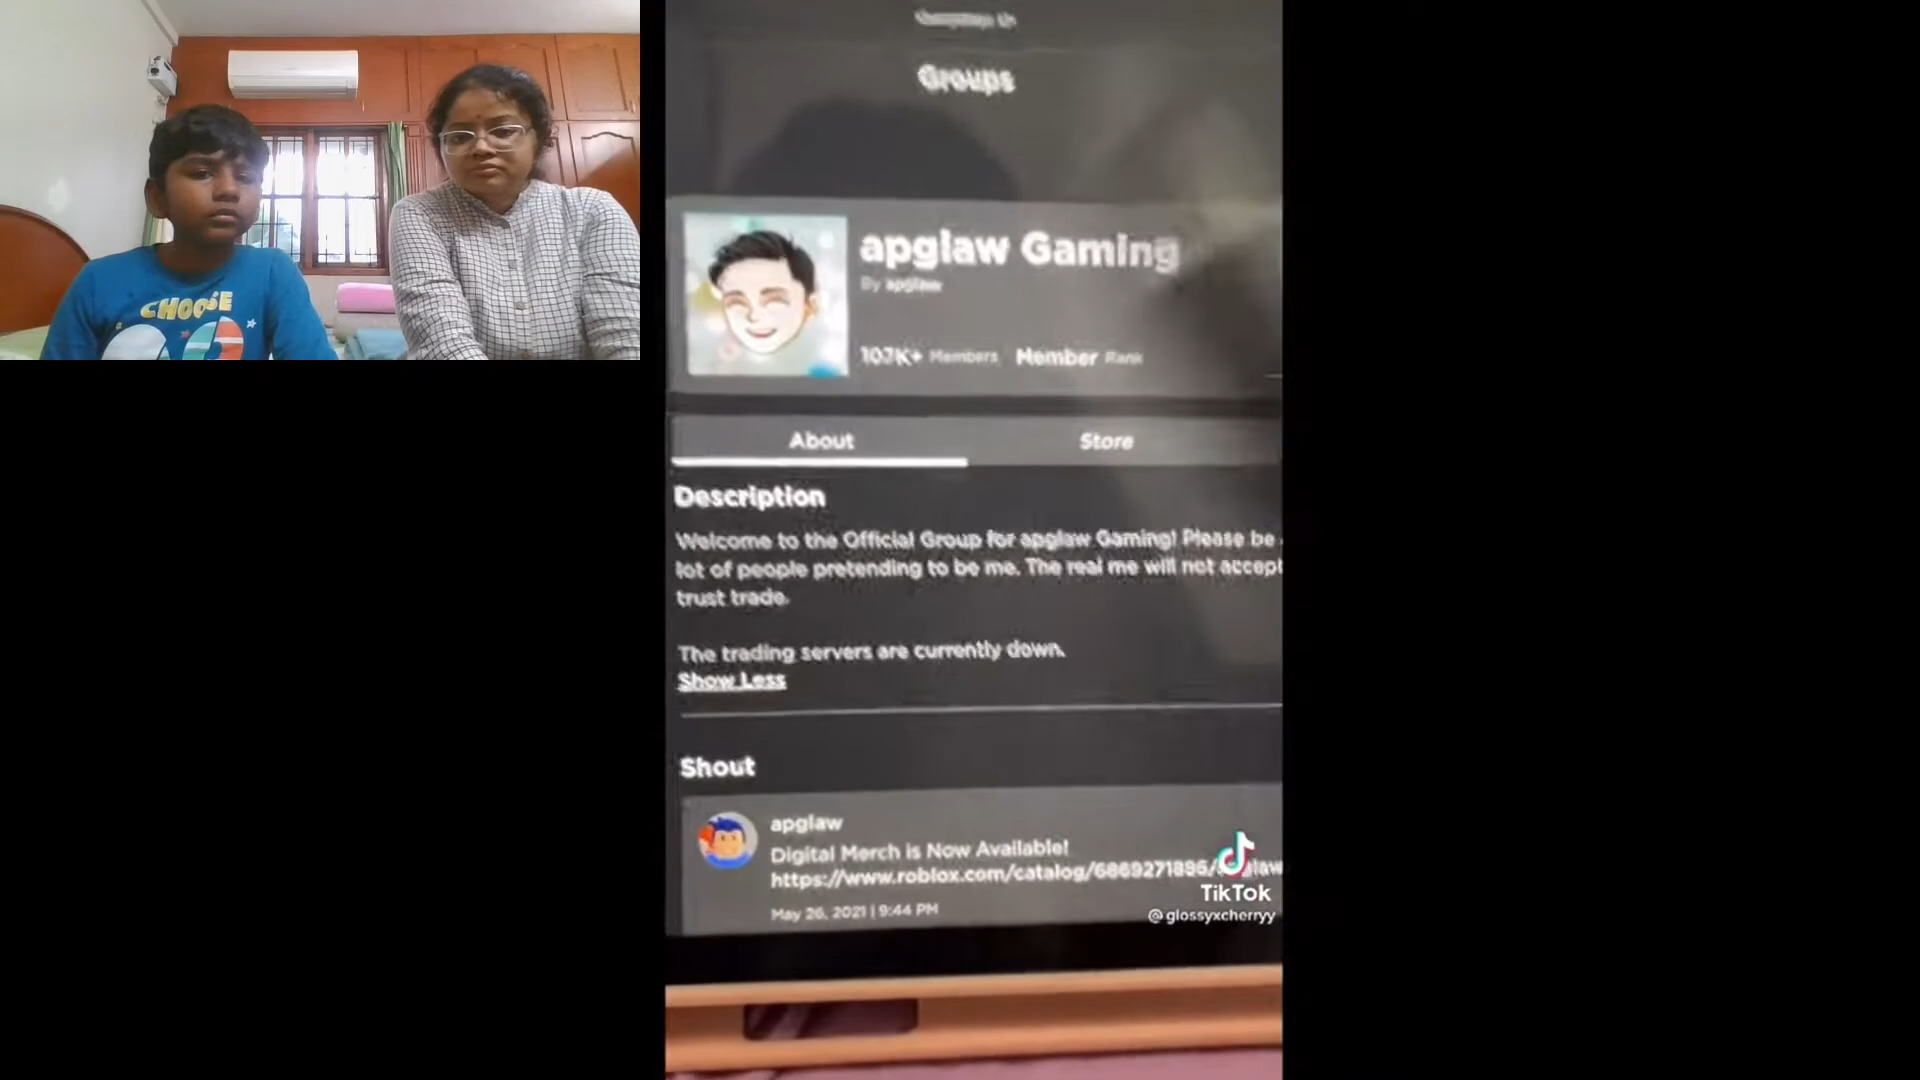 CHOOSE
Groups
apglaw Gaming
By apglaw
107K+ Members Member Rank
About Store
Description
Welcome to the Official Group for apglaw Gaming! Please be
lot of people pretending to be me. The real me will not accept
trust trade.
The trading servers are currently down.
Show Less
Shout
apglaw
Digital Merch is Now Available!
https://www.roblox.com/catalog/6869271895/
May 26, 2021 | 9:44 PM
TikTok
@glossyxcherryy